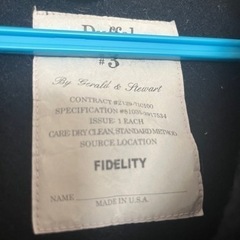 #3
By Gerald & Stewart
CONTRACT
SPECIFICATION
ISSUE: 1 EACH
CARE: DRY CLEAN, STANDARD METHOD
SOURCE LOCATION
FIDELITY
NAME
MADE IN U.S.A.